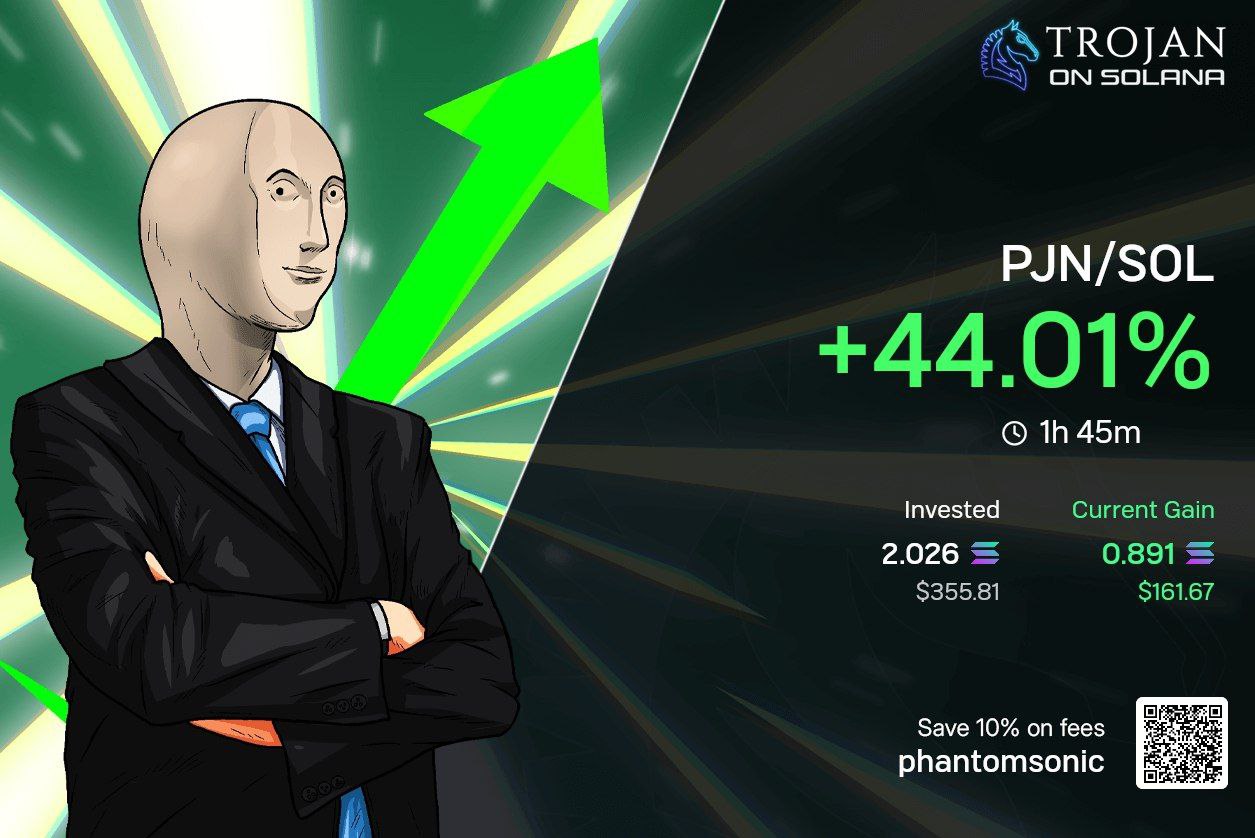 TROJAN
ON SOLANA
PJN/SOL
+44.01%
1h 45m
Invested
Current Gain
2.026
0.891
$355.81
$161.67
Save 10% on fees
phantomsonic